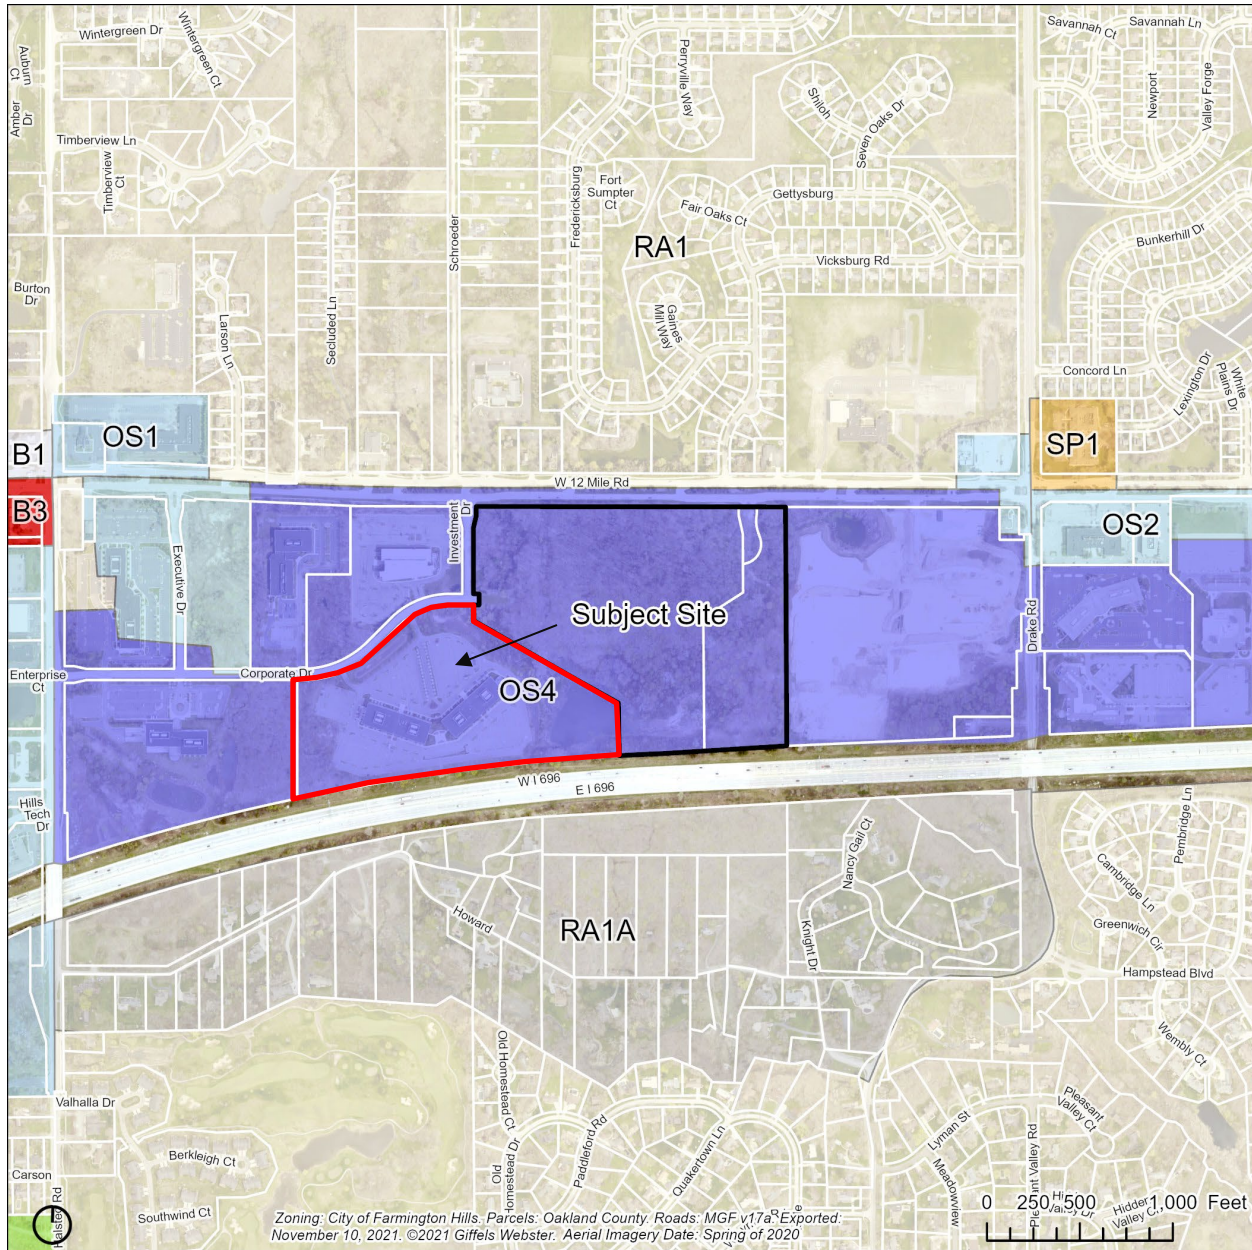 Wintergreen Dr
Wintergreen Ct
Perryville Way
Savannah Ct
Savannah Ln
Auburn
Ct
Amber
Dr
Shiloh
Seven Oaks Dr
Newport
Valley Forge
Timberview Ln
Timberview
Ct
Fort
Sumpter
Ct
Fredericksburg
Gettysburg
Fair Oaks Ct
Schroeder
RA1
Vicksburg Rd
Bunkerhill Dr
Burton
Dr
Larson Ln
Secluded Ln
Gaines
Mill Way
Concord Ln
Lexington Dr
White
Plains Dr
B1
OS1
SP1
W 12 Mile Rd
B3
Investment
Dr
OS2
Executive Dr
Subject Site
Drake Rd
Enterprise
Ct
Corporate Dr
OS4
W I 696
E I 696
Hills
Tech
Dr
Nancy Gail Ct
Pembridge Ln
Cambridge Ln
Howard
RA1A
Knight Dr
Greenwich Cir
Hampstead Blvd
Old Homestead Ct
Wembly Ct
Valhalla Dr
Pleasant
Valley Ct
Lyman St
Paddleford Rd
Quakertown Ln
Berkleigh Ct
Old
Homestead Dr
Meadowview
Carson
Halsted Rd
Southwind Ct
Valley Dr
Hidden
Valley Ct
0 250 500 1,000 Feet
Zoning: City of Farmington Hills. Parcels: Oakland County. Roads: MGF v17a. Exported:
November 10, 2021. ©2021 Giffels Webster. Aerial Imagery Date: Spring of 2020